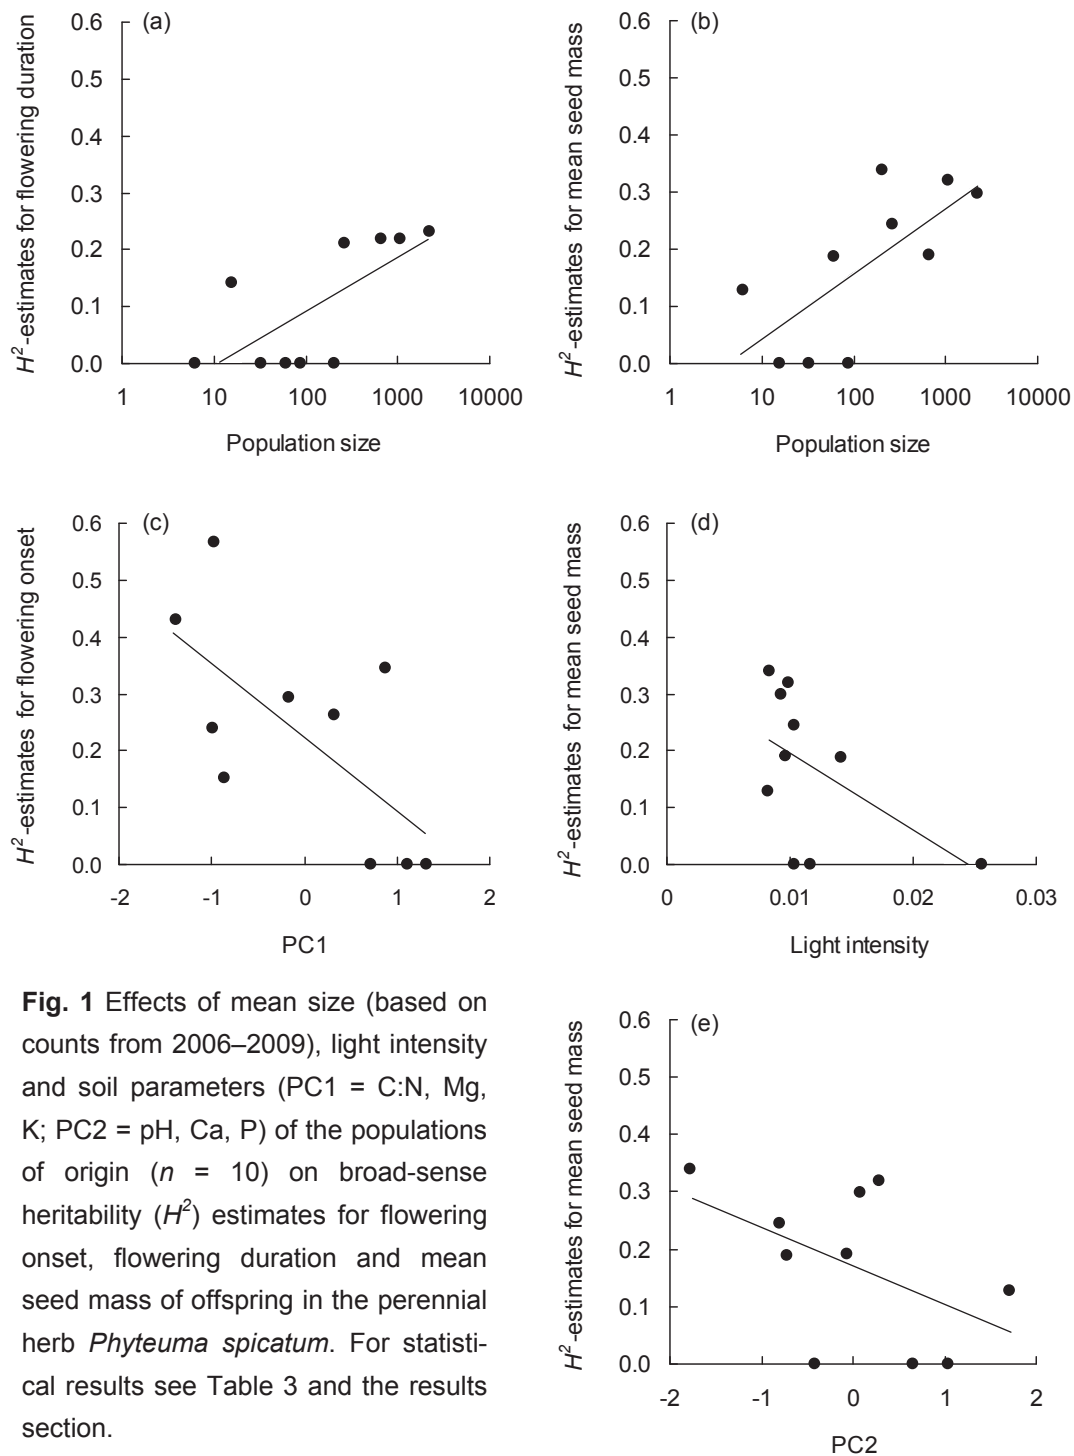 (a)
H²-estimates for flowering duration
0.6
0.5
0.4
0.3
0.2
0.1
0.0
1 10 100 1000 10000
Population size
(b)
H²-estimates for mean seed mass
0.6
0.5
0.4
0.3
0.2
0.1
0.0
1 10 100 1000 10000
Population size
(c)
H²-estimates for flowering onset
0.6
0.5
0.4
0.3
0.2
0.1
0.0
-2 -1 0 1 2
PC1
(d)
H²-estimates for mean seed mass
0.6
0.5
0.4
0.3
0.2
0.1
0.0
0 0.01 0.02 0.03
Light intensity
Fig. 1 Effects of mean size (based on
counts from 2006–2009), light intensity
and soil parameters (PC1 = C:N, Mg,
K; PC2 = pH, Ca, P) of the populations
of origin (n = 10) on broad-sense
heritability (H²) estimates for flowering
onset, flowering duration and mean
seed mass of offspring in the perennial
herb Phyteuma spicatum. For statisti-
cal results see Table 3 and the results
section.
(e)
H²-estimates for mean seed mass
0.6
0.5
0.4
0.3
0.2
0.1
0.0
-2 -1 0 1 2
PC2